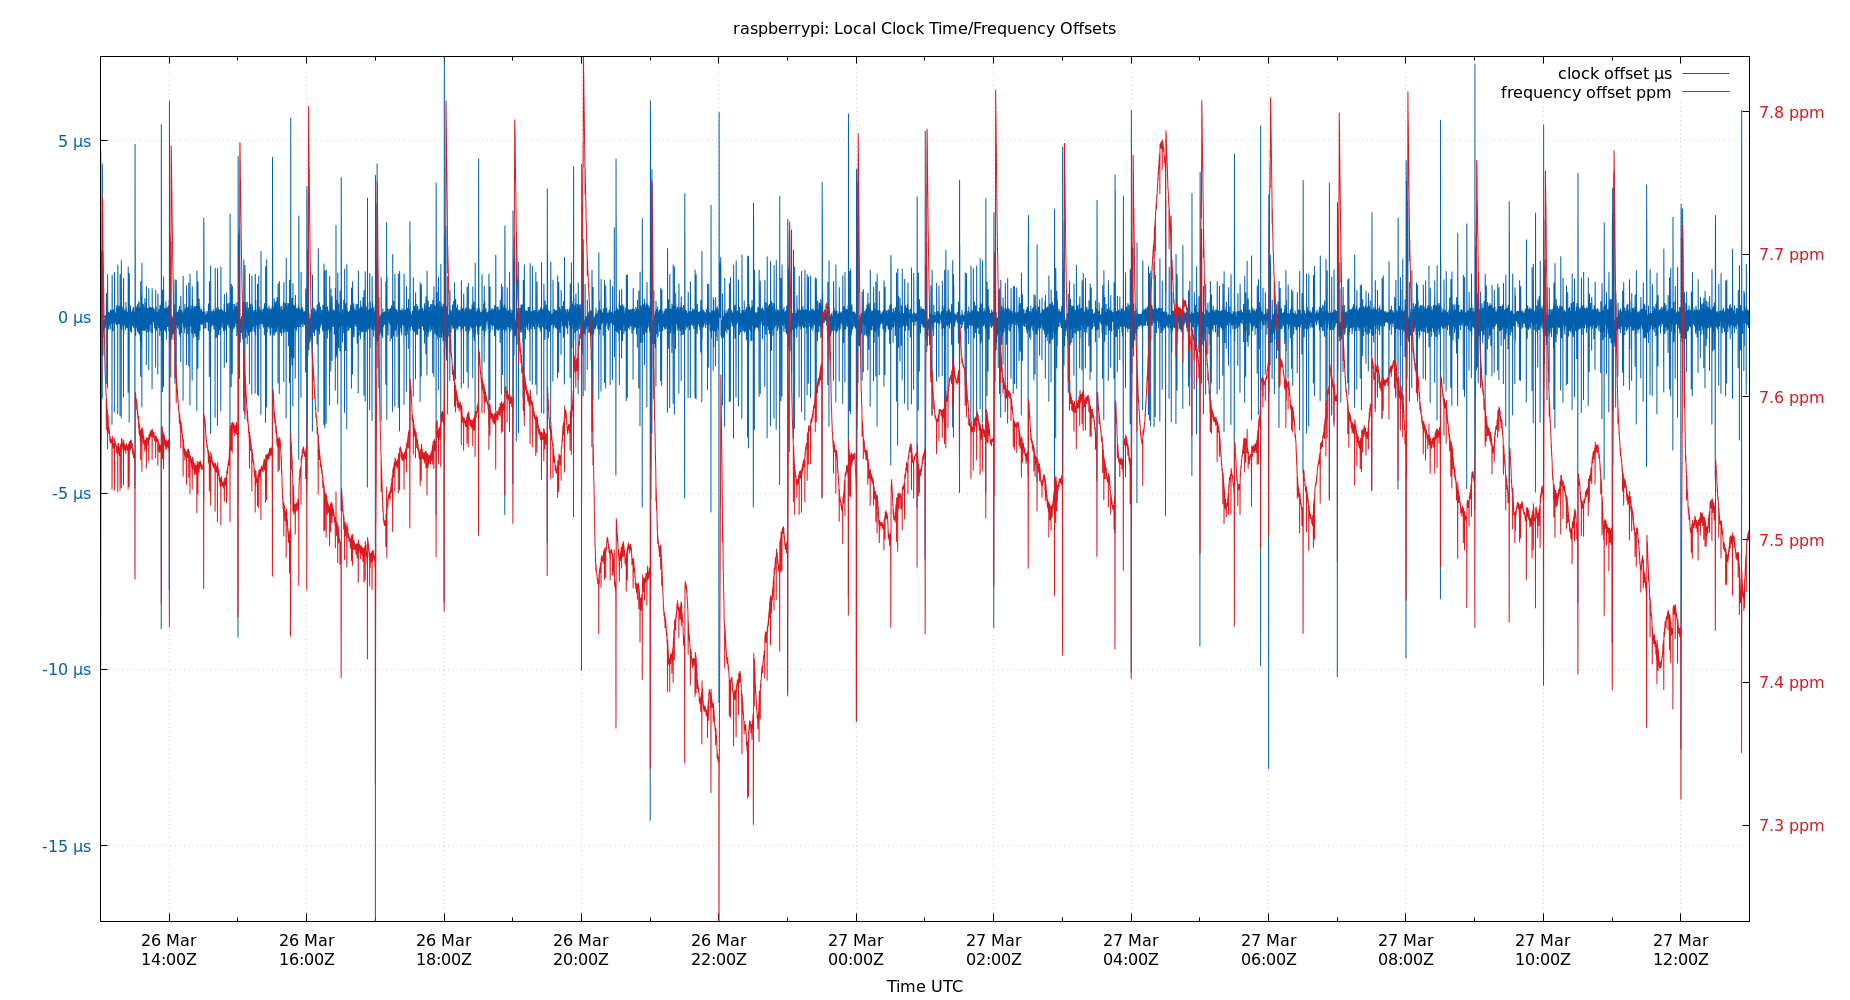 raspberrypi: Local Clock Time/Frequency Offsets
clock offset µs
frequency offset ppm
5 µs
0 µs
-5 µs
-10 µs
-15 µs
7.8 ppm
7.7 ppm
7.6 ppm
7.5 ppm
7.4 ppm
7.3 ppm
26 Mar 26 Mar 26 Mar 26 Mar 26 Mar 27 Mar 27 Mar 27 Mar 27 Mar 27 Mar 27 Mar 27 Mar
14:00Z 16:00Z 18:00Z 20:00Z 22:00Z 00:00Z 02:00Z 04:00Z 06:00Z 08:00Z 10:00Z 12:00Z
Time UTC